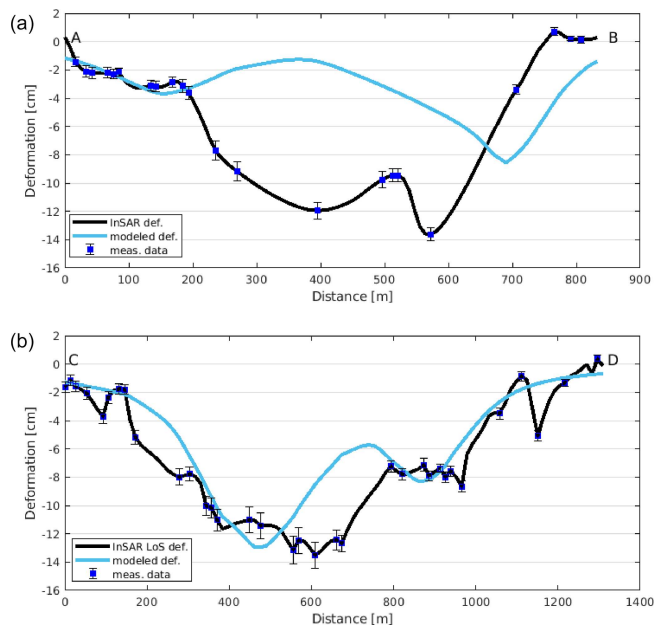 (a)
2
0
-2
-4
-6
-8
-10
-12
-14
-16
Deformation [cm]
A
B
InSAR def.
modeled def.
meas. data
0 100 200 300 400 500 600 700 800 900
Distance [m]
(b)
2
0
-2
-4
-6
-8
-10
-12
-14
-16
Deformation [cm]
C
D
InSAR LoS def.
modeled def.
meas. data
0 200 400 600 800 1000 1200 1400
Distance [m]